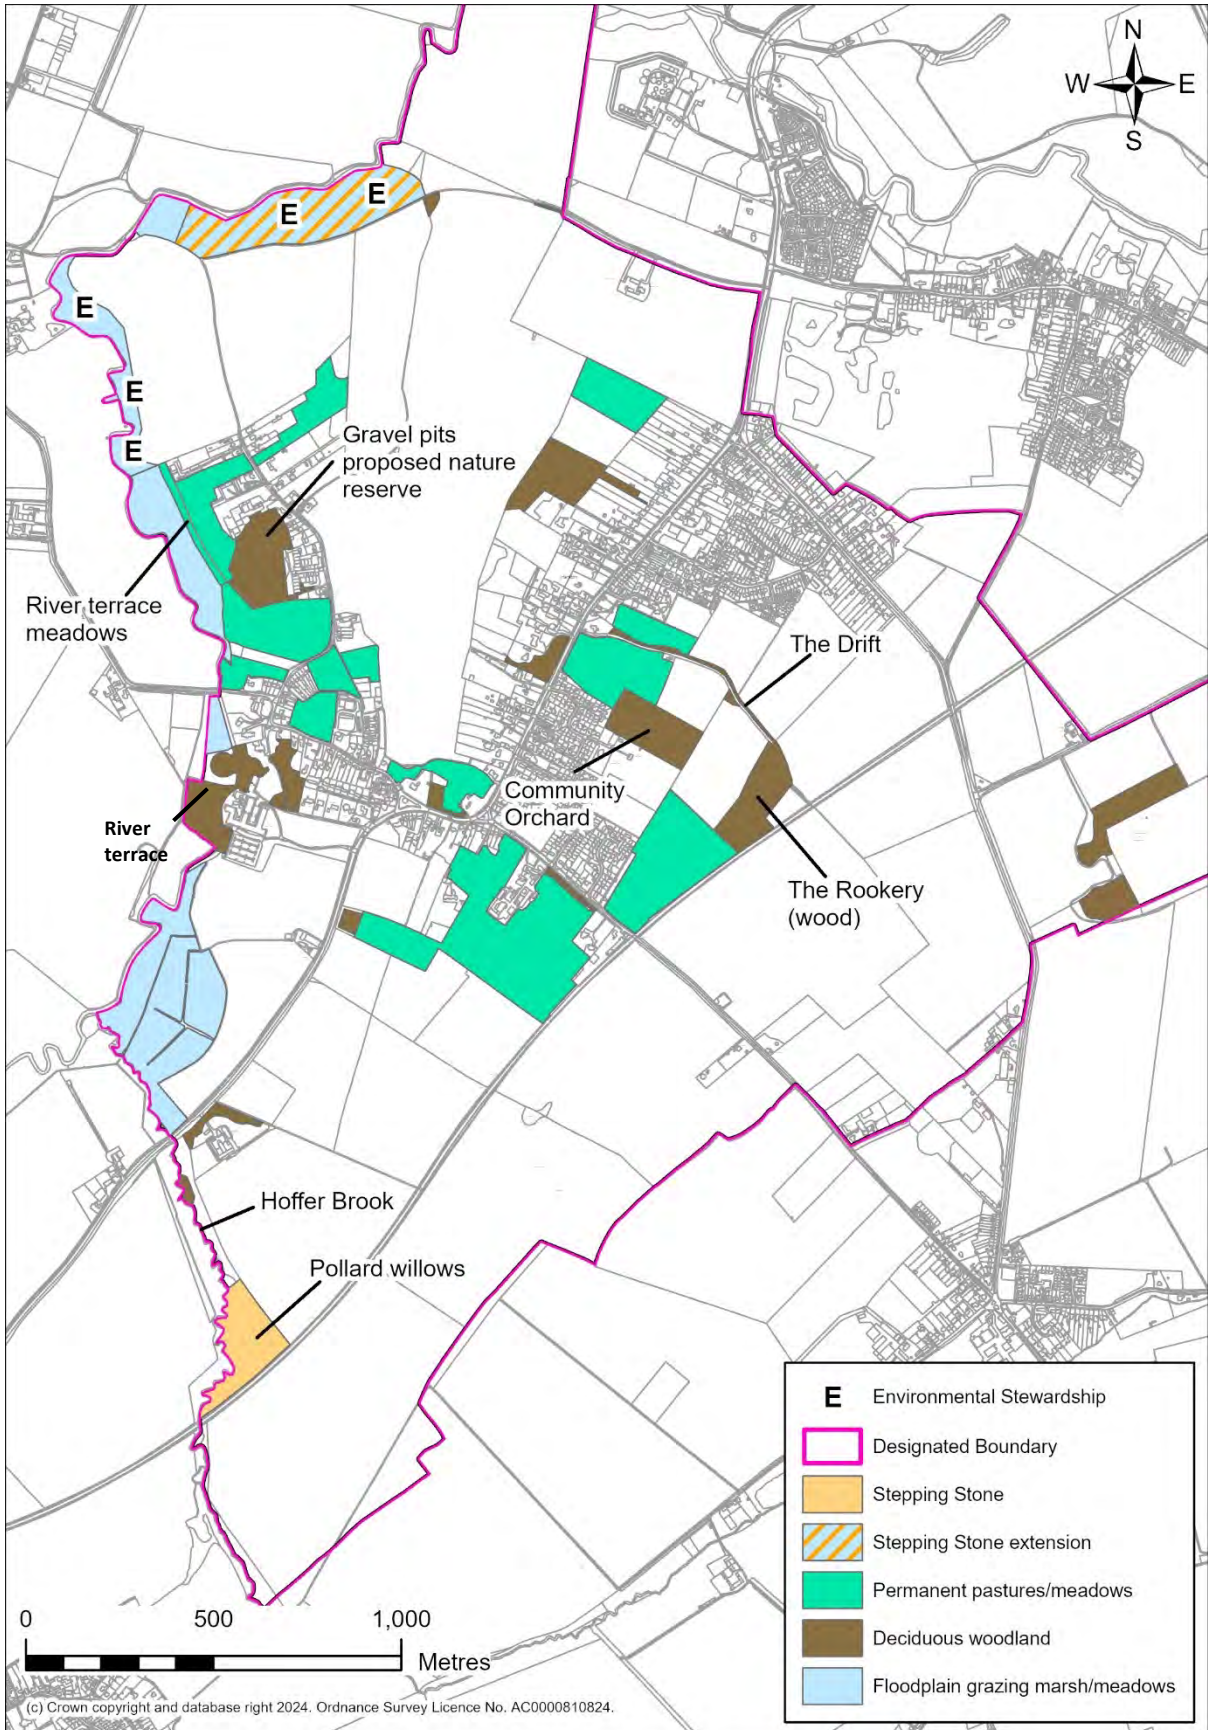 N
W E
S
E
E
E
E
E
6
Gravel pits
proposed nature
reserve
River terrace
meadows
The Drift
Community
Orchard
River
terrace
The Rookery
(wood)
Hoffer Brook
Pollard willows
E Environmental Stewardship
Designated Boundary
Stepping Stone
Stepping Stone extension
Permanent pastures/meadows
Deciduous woodland
Floodplain grazing marsh/meadows
0 500 1,000
Metres
(c) Crown copyright and database right 2024. Ordnance Survey Licence No. AC0000810824.